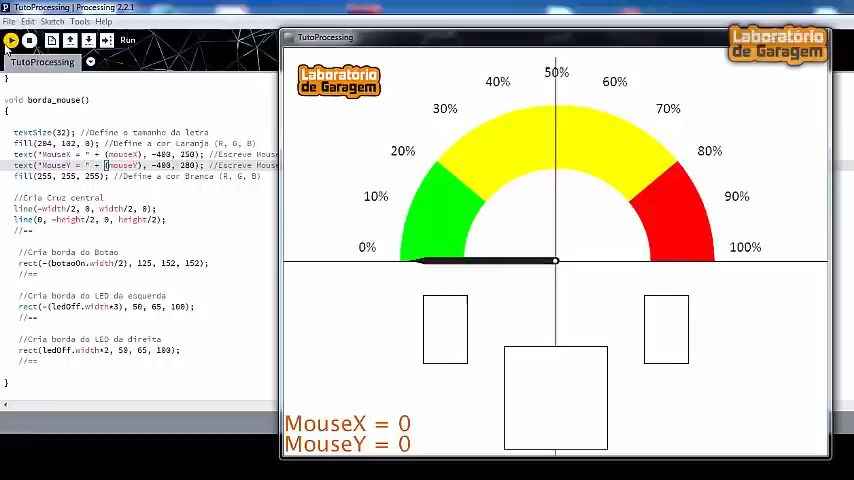 TutoProcessing | Processing 2.2.1
File Edit Sketch Tools Help
Run
TutoProcessing
}
void borda_mouse()
{
textSize(32); //Define o tamanho da letra
fill(204, 102, 0); //Define a cor Laranja (R, G, B)
text("MouseX = " + (mouseX), -400, 250); //Escreve Mouse
text("MouseY = " + (mouseY), -400, 280); //Escreve Mouse
fill(255, 255, 255); //Define a cor Branca (R, G, B)
//Cria Cruz central
line(-width/2, 0, width/2, 0);
line(0, -height/2, 0, height/2);
//==
//Cria borda do Botao
rect(-(botaoOn.width/2), 125, 152, 152);
//==
//Cria borda do LED da esquerda
rect(-(ledOff.width*3), 50, 65, 100);
//==
//Cria borda do LED da direita
rect(ledOff.width*2, 50, 65, 100);
//==
}
TutoProcessing
Laboratório
de Garagem
Laboratório
de Garagem
0%
10%
20%
30%
40%
50%
60%
70%
80%
90%
100%
MouseX = 0
MouseY = 0